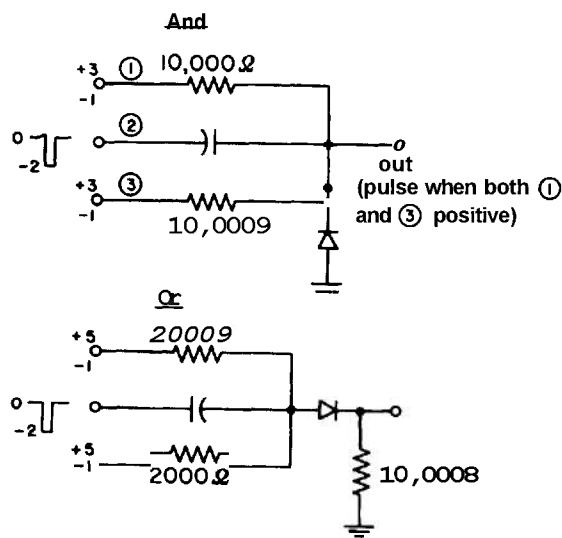 And
+3 ① 10,000Ω
-1
②
0
-2
o
out
+3 ③
-1
(pulse when both ①
and ③ positive)
10,0009
Or
+5 20009
-1
0
-2
+5
-1
2000Ω
10,0008